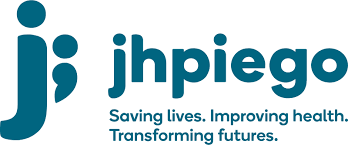 jhpiego
Saving lives. Improving health.
Transforming futures.